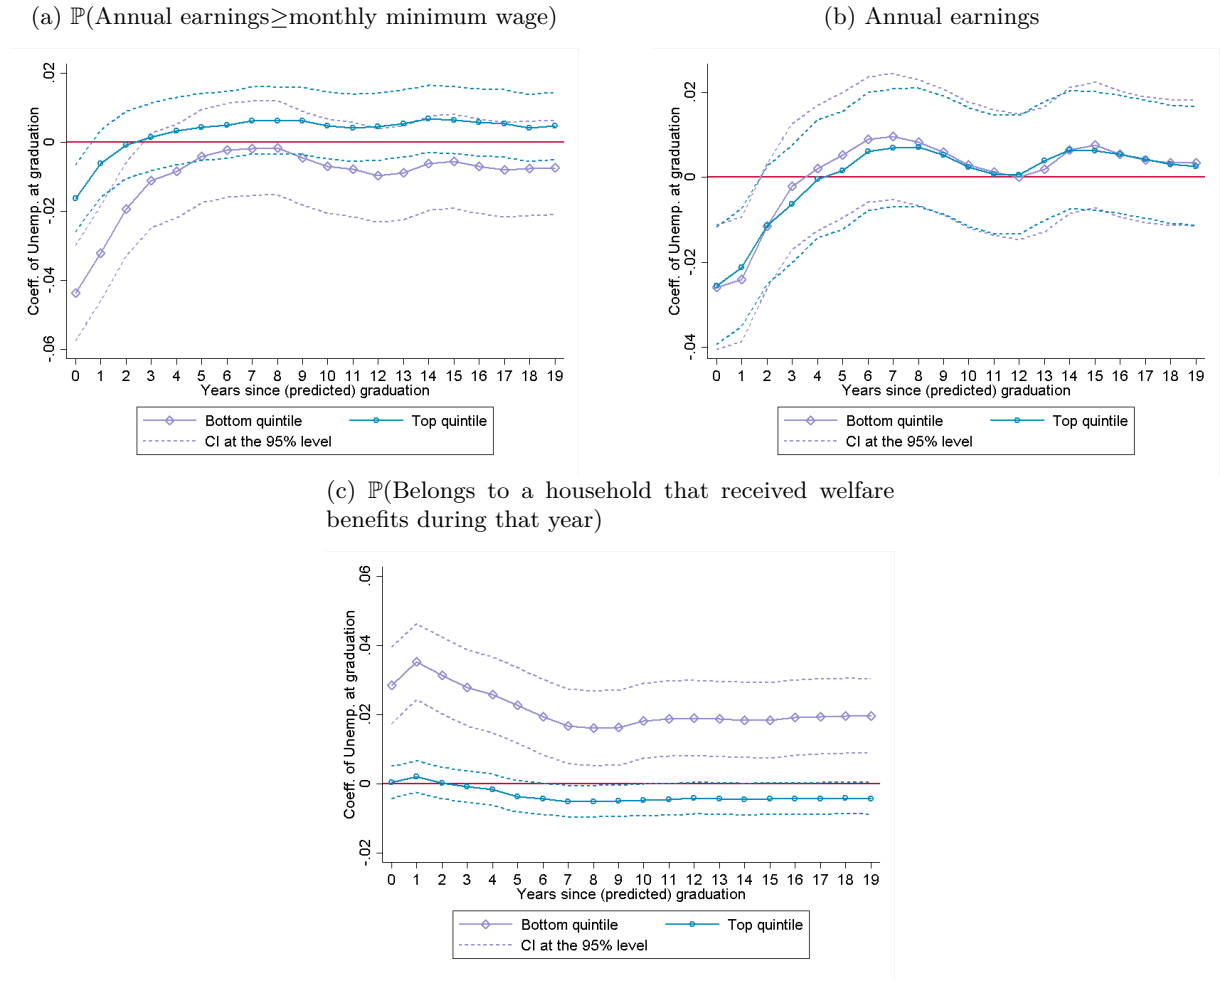 (a) ℙ(Annual earnings≥monthly minimum wage)
Coeff. of Unemp. at graduation
.02
0
-.02
-.04
-.06
0 1 2 3 4 5 6 7 8 9 10 11 12 13 14 15 16 17 18 19
Years since (predicted) graduation
Bottom quintile Top quintile
CI at the 95% level
(b) Annual earnings
Coeff. of Unemp. at graduation
.02
0
-.02
-.04
0 1 2 3 4 5 6 7 8 9 10 11 12 13 14 15 16 17 18 19
Years since (predicted) graduation
Bottom quintile Top quintile
CI at the 95% level
(c) ℙ(Belongs to a household that received welfare
benefits during that year)
Coeff. of Unemp. at graduation
.06
.04
.02
0
-.02
0 1 2 3 4 5 6 7 8 9 10 11 12 13 14 15 16 17 18 19
Years since (predicted) graduation
Bottom quintile Top quintile
CI at the 95% level